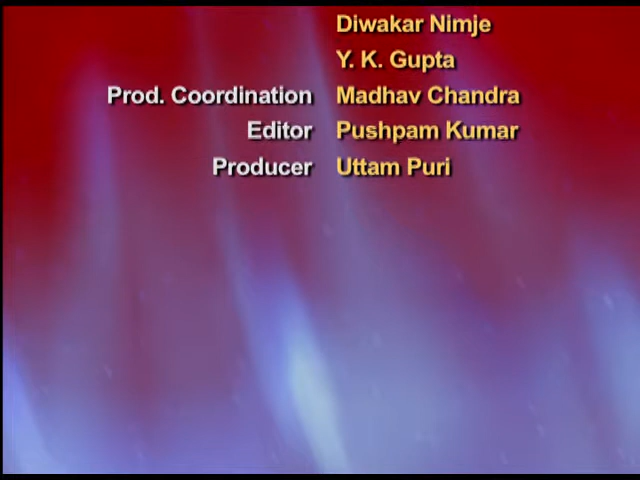 Diwakar Nimje
Y. K. Gupta
Prod. Coordination Madhav Chandra
Editor Pushpam Kumar
Producer Uttam Puri